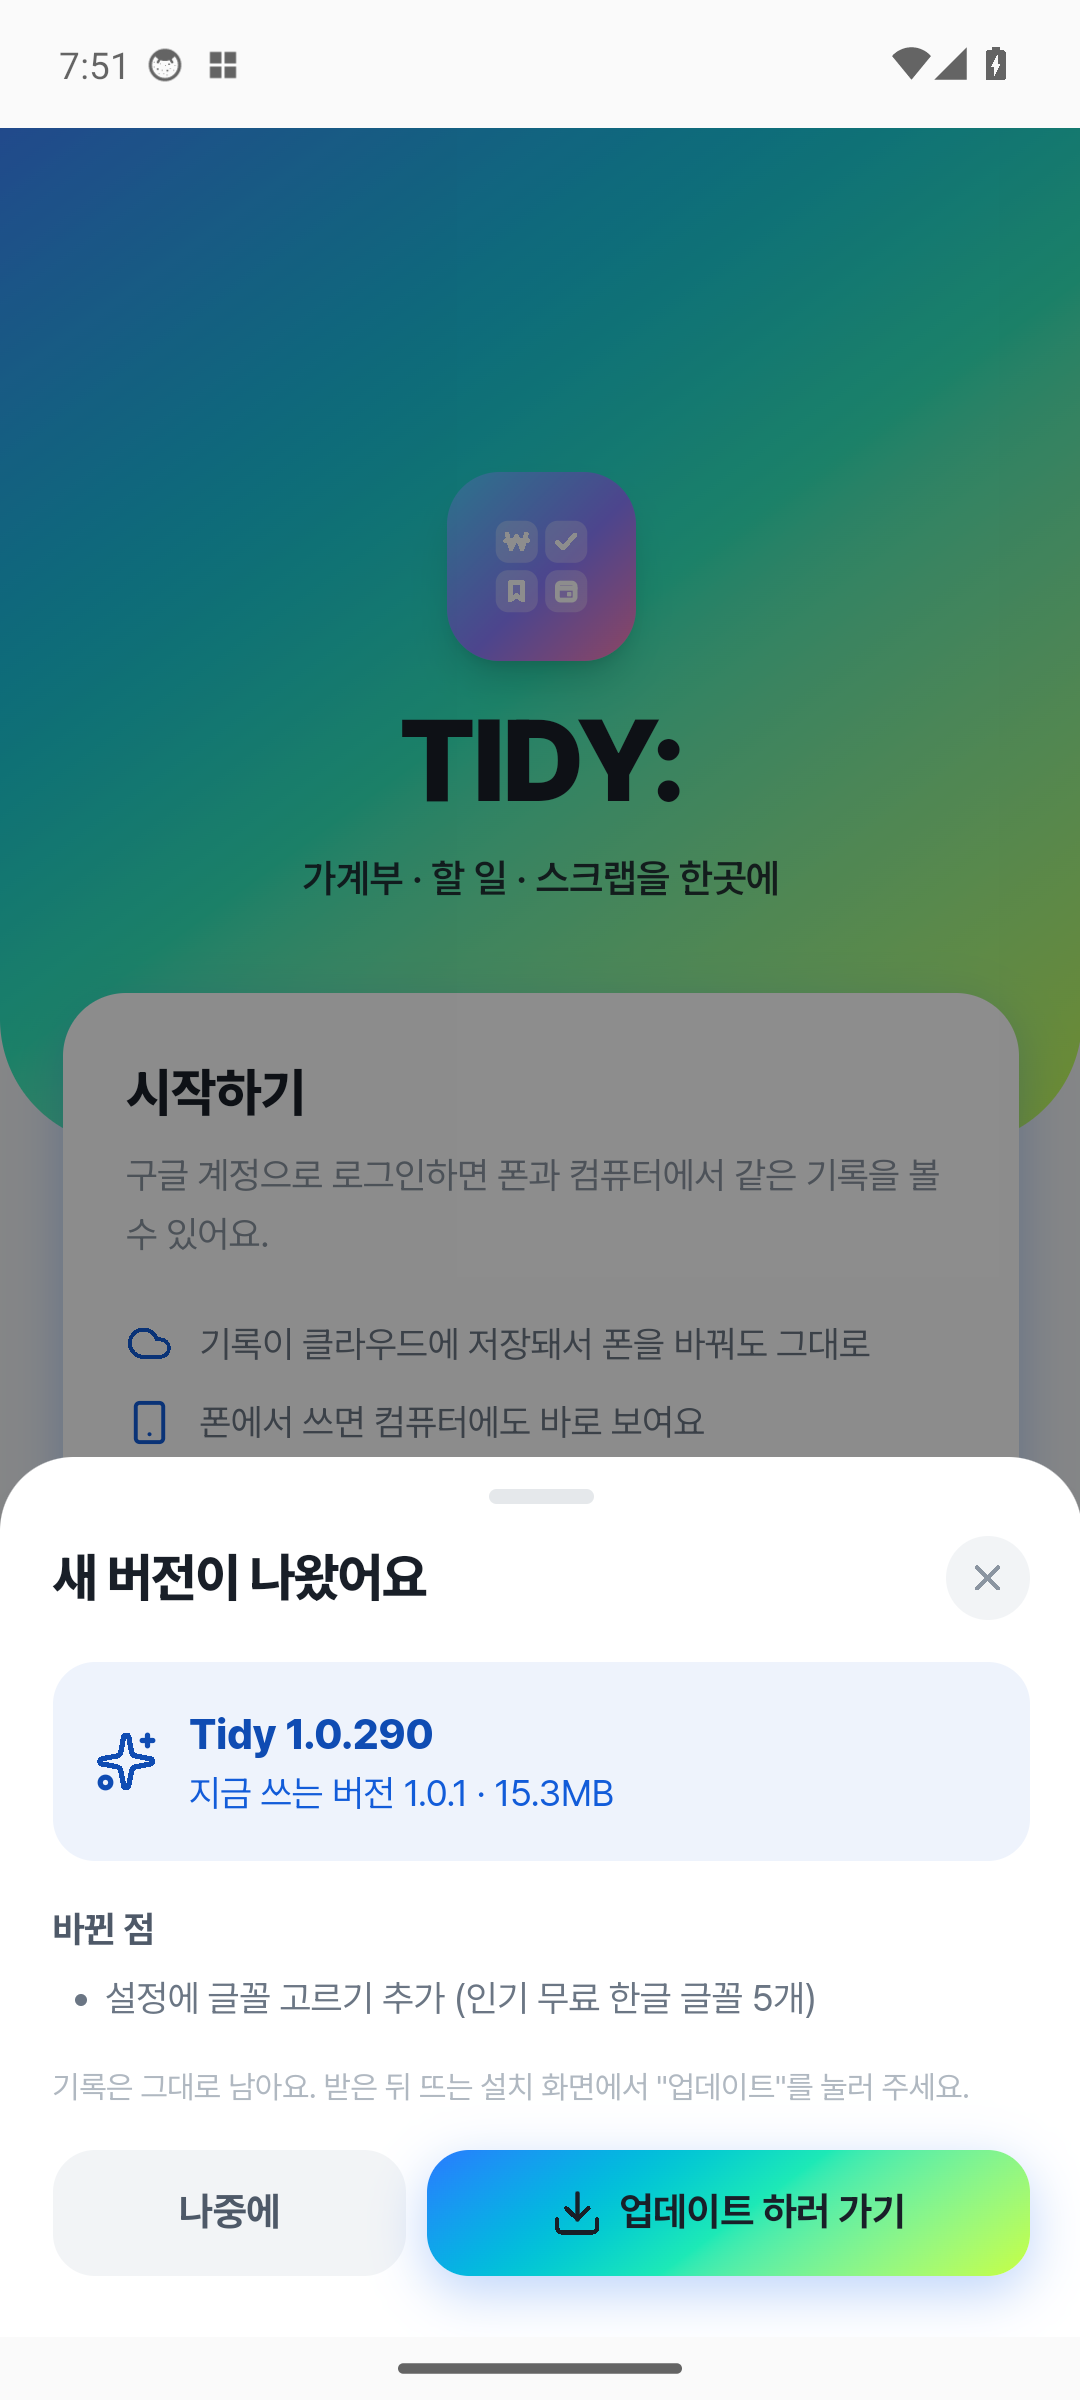 7:51
TIDY:
가계부 · 할 일 · 스크랩을 한곳에
시작하기
구글 계정으로 로그인하면 폰과 컴퓨터에서 같은 기록을 볼
수 있어요.
기록이 클라우드에 저장돼서 폰을 바꿔도 그대로
폰에서 쓰면 컴퓨터에도 바로 보여요
새 버전이 나왔어요
Tidy 1.0.290
지금 쓰는 버전 1.0.1 · 15.3MB
바뀐 점
• 설정에 글꼴 고르기 추가 (인기 무료 한글 글꼴 5개)
기록은 그대로 남아요. 받은 뒤 뜨는 설치 화면에서 "업데이트"를 눌러 주세요.
나중에
업데이트 하러 가기